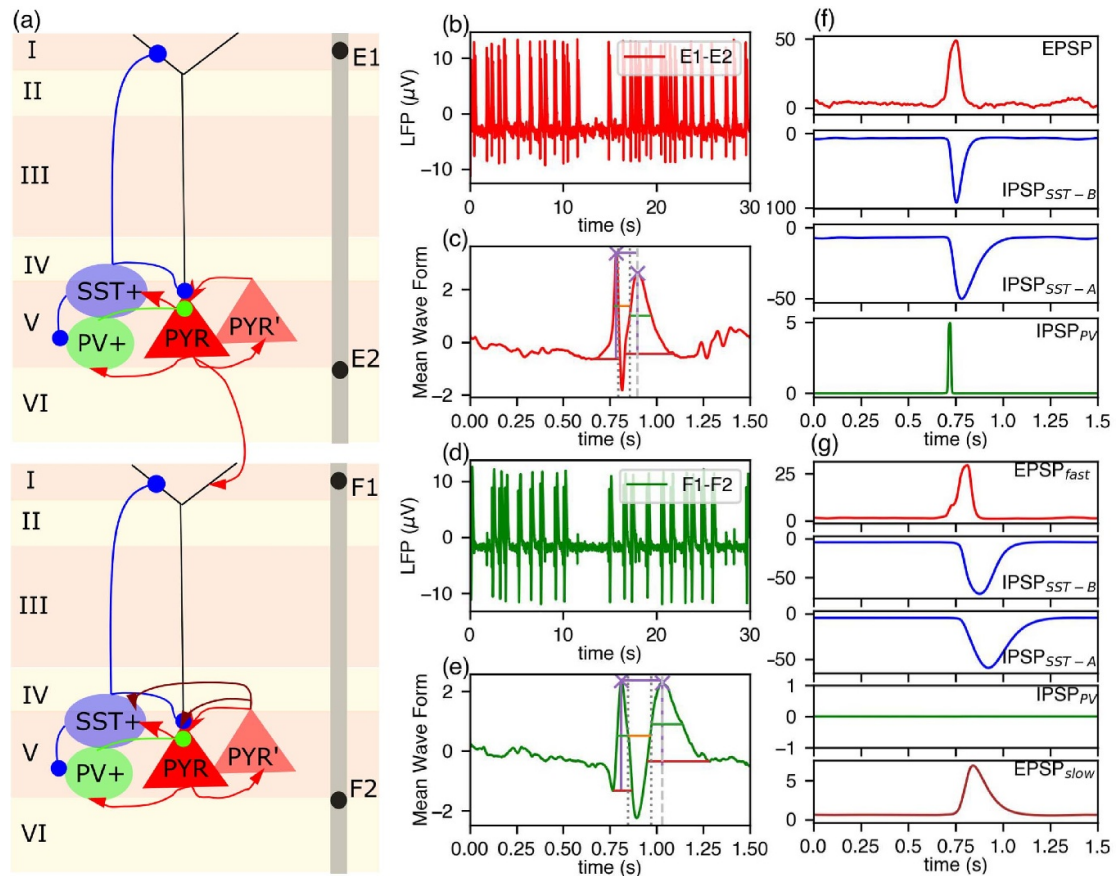 (a)
I
II
III
IV
V
VI
SST+
PV+
PYR
PYR'
E1
E2
I
II
III
IV
V
VI
SST+
PV+
PYR
PYR'
F1
F2
(b)
LFP (μV)
10
0
−10
E1-E2
0 10 20 30
time (s)
(c)
Mean Wave Form
2
0
−2
0.00 0.25 0.50 0.75 1.00 1.25 1.50
time (s)
(d)
LFP (μV)
10
0
−10
F1-F2
0 10 20 30
time (s)
(e)
Mean Wave Form
2
0
−2
0.00 0.25 0.50 0.75 1.00 1.25 1.50
time (s)
(f)
50
0
EPSP
0
100
IPSP_SST−B
0
−50
IPSP_SST−A
5
0
IPSP_PV
0.0 0.25 0.50 0.75 1.00 1.25 1.5
time (s)
(g)
25
0
EPSP_fast
0
−50
IPSP_SST−B
0
−50
IPSP_SST−A
1
0
−1
IPSP_PV
5
0
EPSP_slow
0.0 0.25 0.50 0.75 1.00 1.25 1.5
time (s)